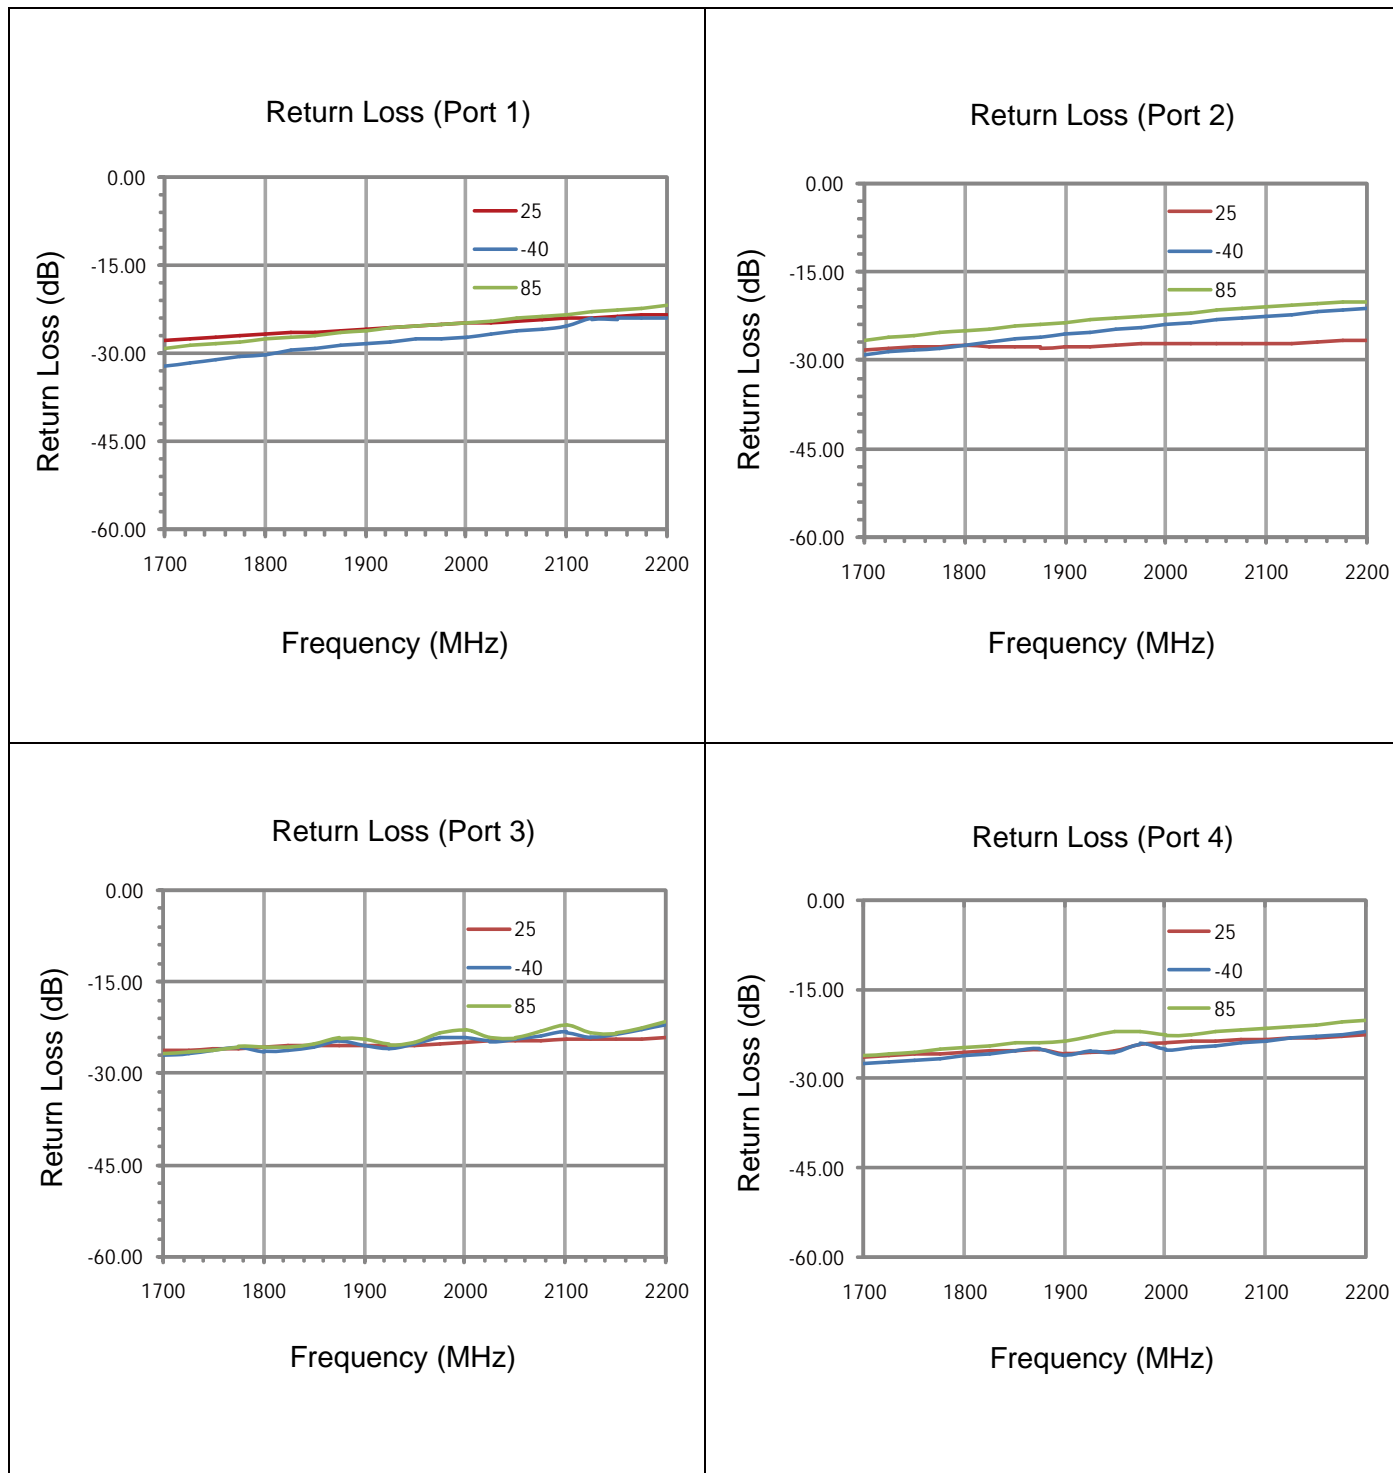 Return Loss (Port 1)
Return Loss (dB)
0.00
-15.00
-30.00
-45.00
-60.00
25
-40
85
1700 1800 1900 2000 2100 2200
Frequency (MHz)
Return Loss (Port 2)
Return Loss (dB)
0.00
-15.00
-30.00
-45.00
-60.00
25
-40
85
1700 1800 1900 2000 2100 2200
Frequency (MHz)
Return Loss (Port 3)
Return Loss (dB)
0.00
-15.00
-30.00
-45.00
-60.00
25
-40
85
1700 1800 1900 2000 2100 2200
Frequency (MHz)
Return Loss (Port 4)
Return Loss (dB)
0.00
-15.00
-30.00
-45.00
-60.00
25
-40
85
1700 1800 1900 2000 2100 2200
Frequency (MHz)